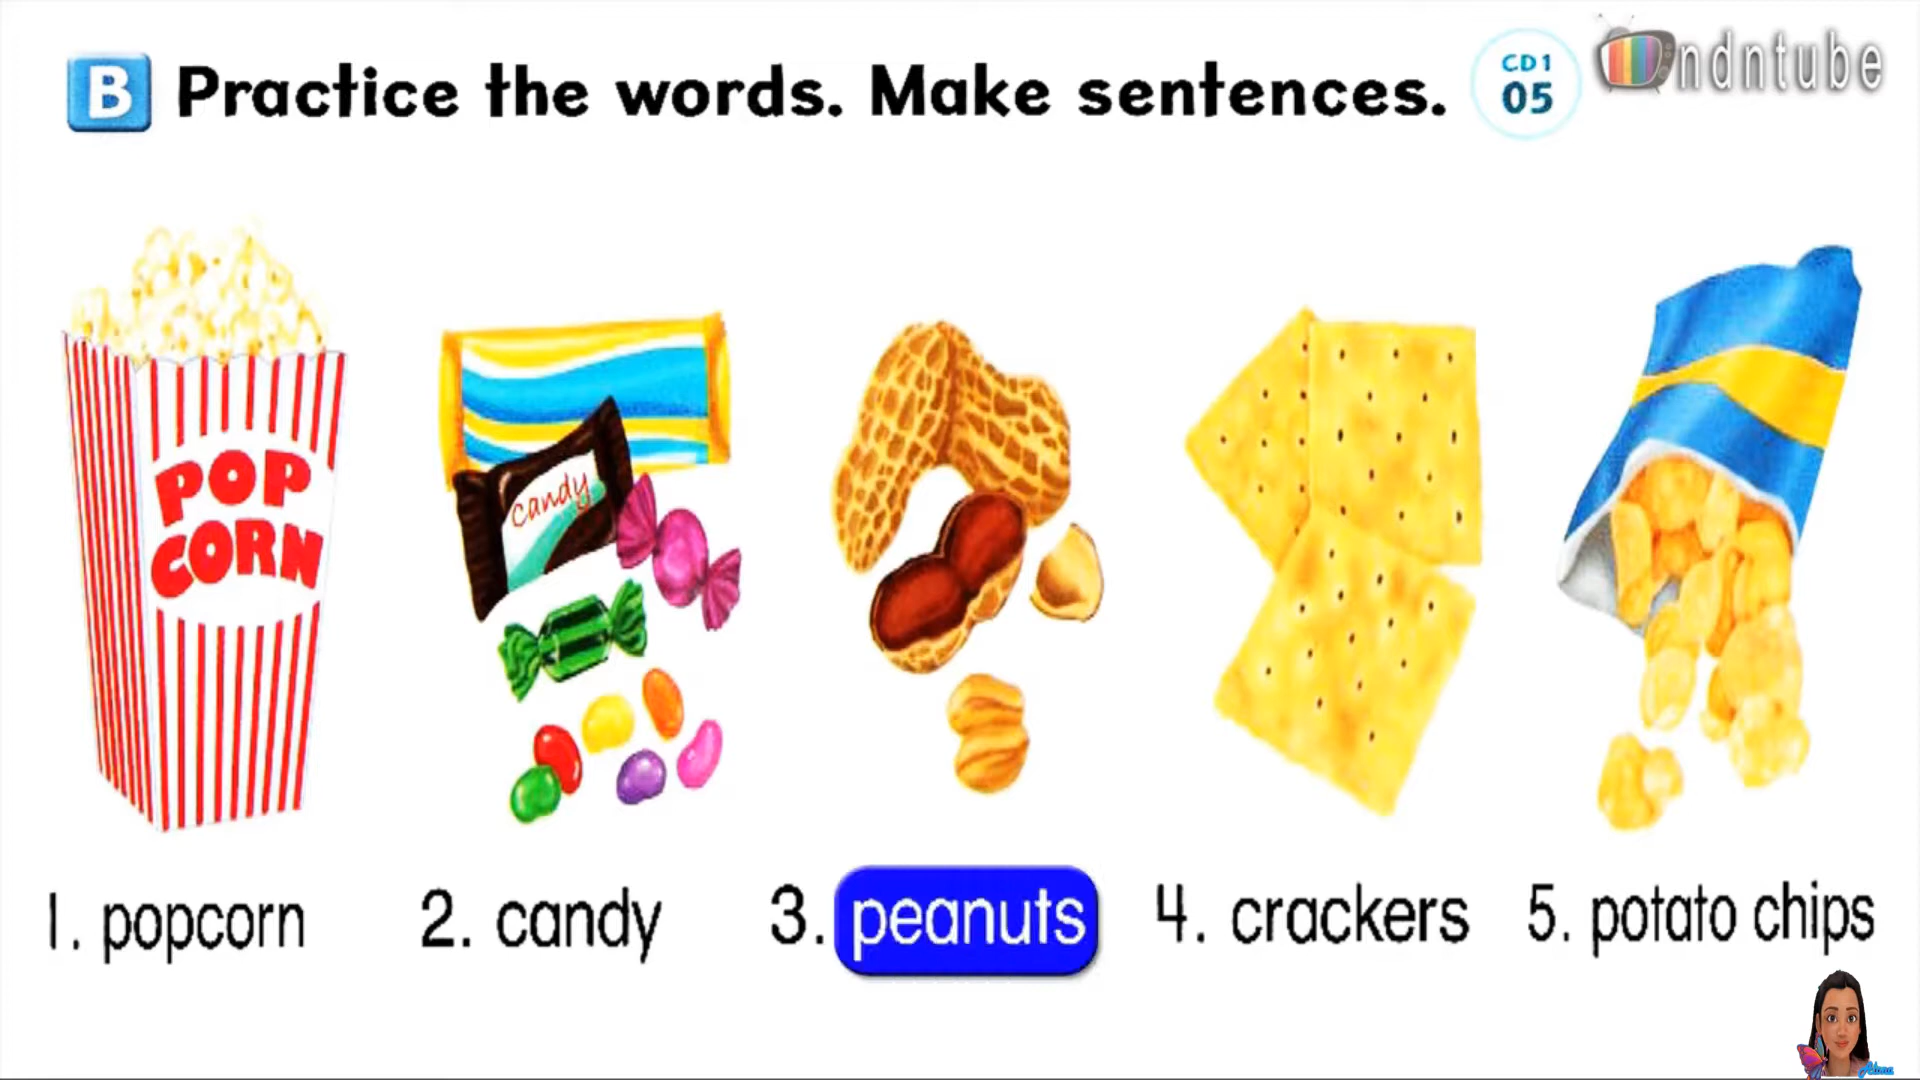 B Practice the words. Make sentences.
CD1
05
ndntube
POP
CORN
candy
1. popcorn
2. candy
3. peanuts
4. crackers
5. potato chips